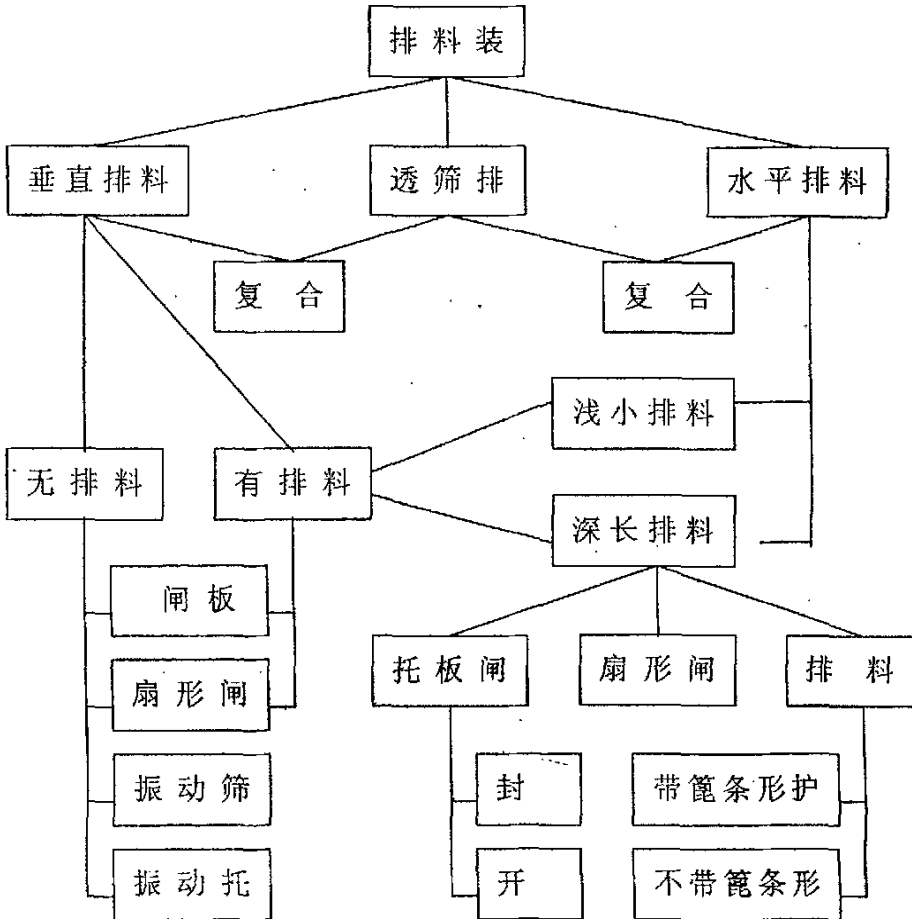 排料装
垂直排料
透筛排
水平排料
复 合
复 合
浅小排料
无排料
有排料
深长排料
闸板
托板闸
扇形闸
排 料
扇形闸
振动筛
封
带篦条形护
振动托
开
不带篦条形